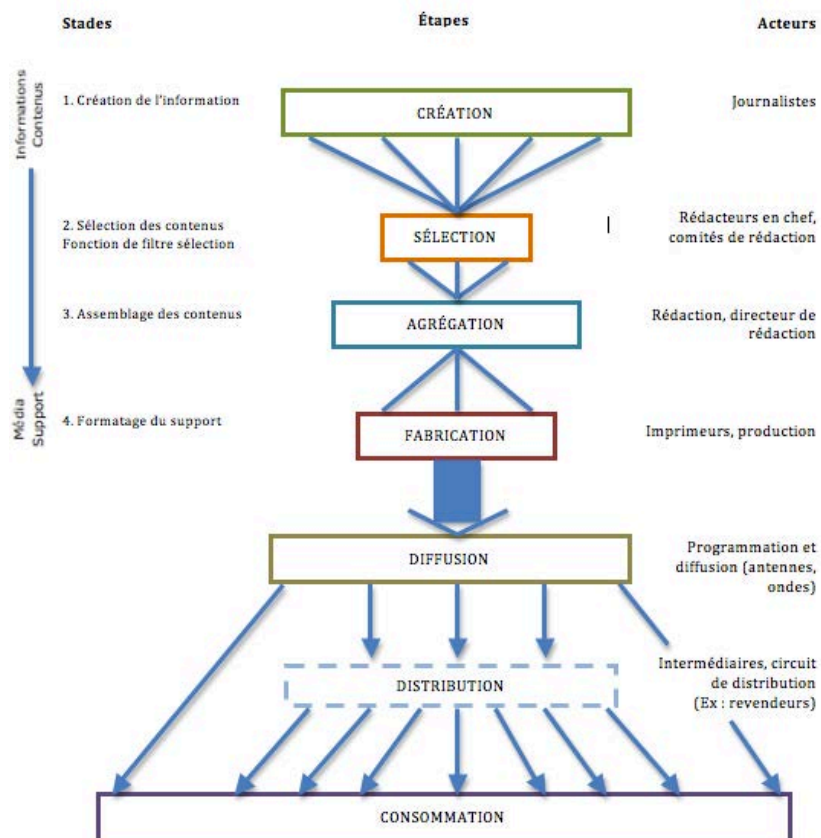 Stades
Étapes
Acteurs
Informations
Contenus
1. Création de l'information
CRÉATION
Journalistes
2. Sélection des contenus
Fonction de filtre sélection
SÉLECTION
Rédacteurs en chef,
comités de rédaction
3. Assemblage des contenus
AGRÉGATION
Rédaction, directeur de
rédaction
Média
Support
4. Formatage du support
FABRICATION
Imprimeurs, production
DIFFUSION
Programmation et
diffusion (antennes,
ondes)
DISTRIBUTION
Intermédiaires, circuit
de distribution
(Ex : revendeurs)
CONSOMMATION